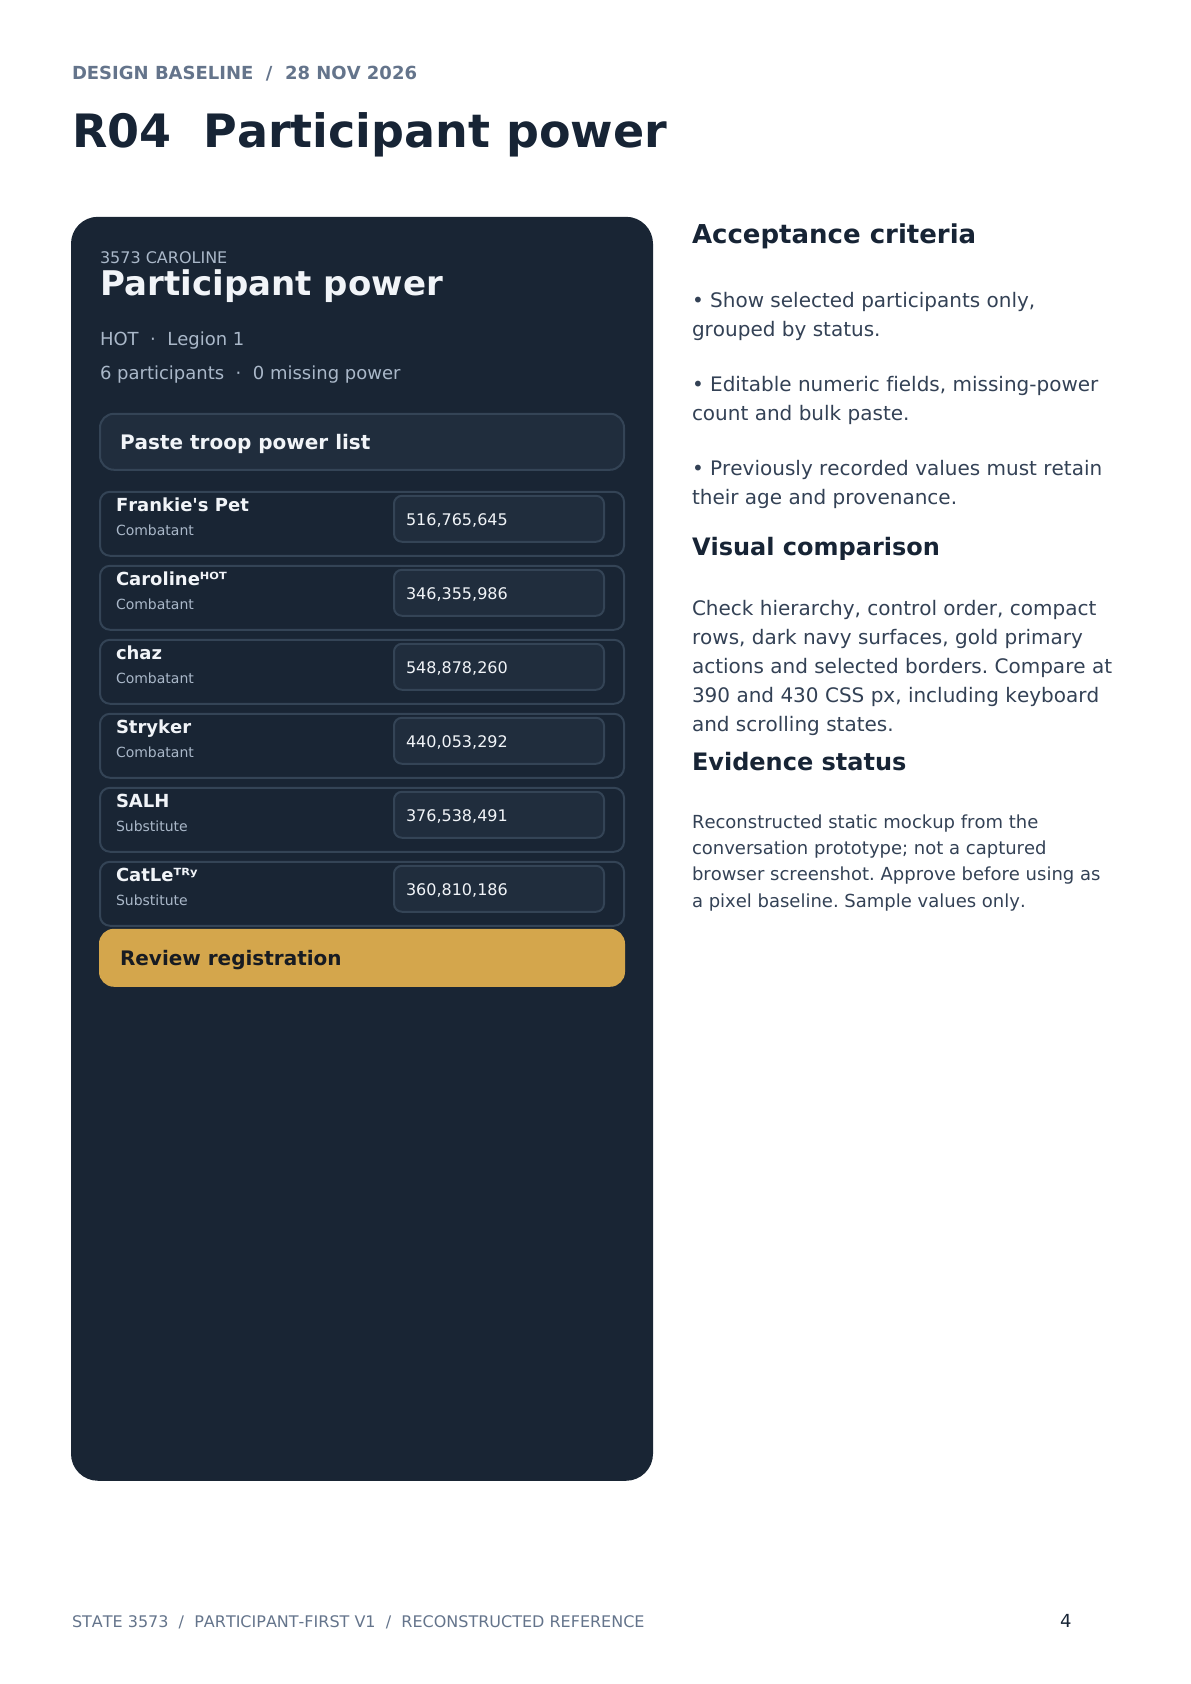 DESIGN BASELINE / 28 NOV 2026
R04 Participant power
3573 CAROLINE
Participant power
HOT · Legion 1
6 participants · 0 missing power
Paste troop power list
Frankie's Pet
Combatant
516,765,645
Carolineᴴᴼᵀ
Combatant
346,355,986
chaz
Combatant
548,878,260
Stryker
Combatant
440,053,292
SALH
Substitute
376,538,491
CatLeᵀᴿʸ
Substitute
360,810,186
Review registration
Acceptance criteria
• Show selected participants only,
grouped by status.
• Editable numeric fields, missing-power
count and bulk paste.
• Previously recorded values must retain
their age and provenance.
Visual comparison
Check hierarchy, control order, compact
rows, dark navy surfaces, gold primary
actions and selected borders. Compare at
390 and 430 CSS px, including keyboard
and scrolling states.
Evidence status
Reconstructed static mockup from the
conversation prototype; not a captured
browser screenshot. Approve before using as
a pixel baseline. Sample values only.
STATE 3573 / PARTICIPANT-FIRST V1 / RECONSTRUCTED REFERENCE
4